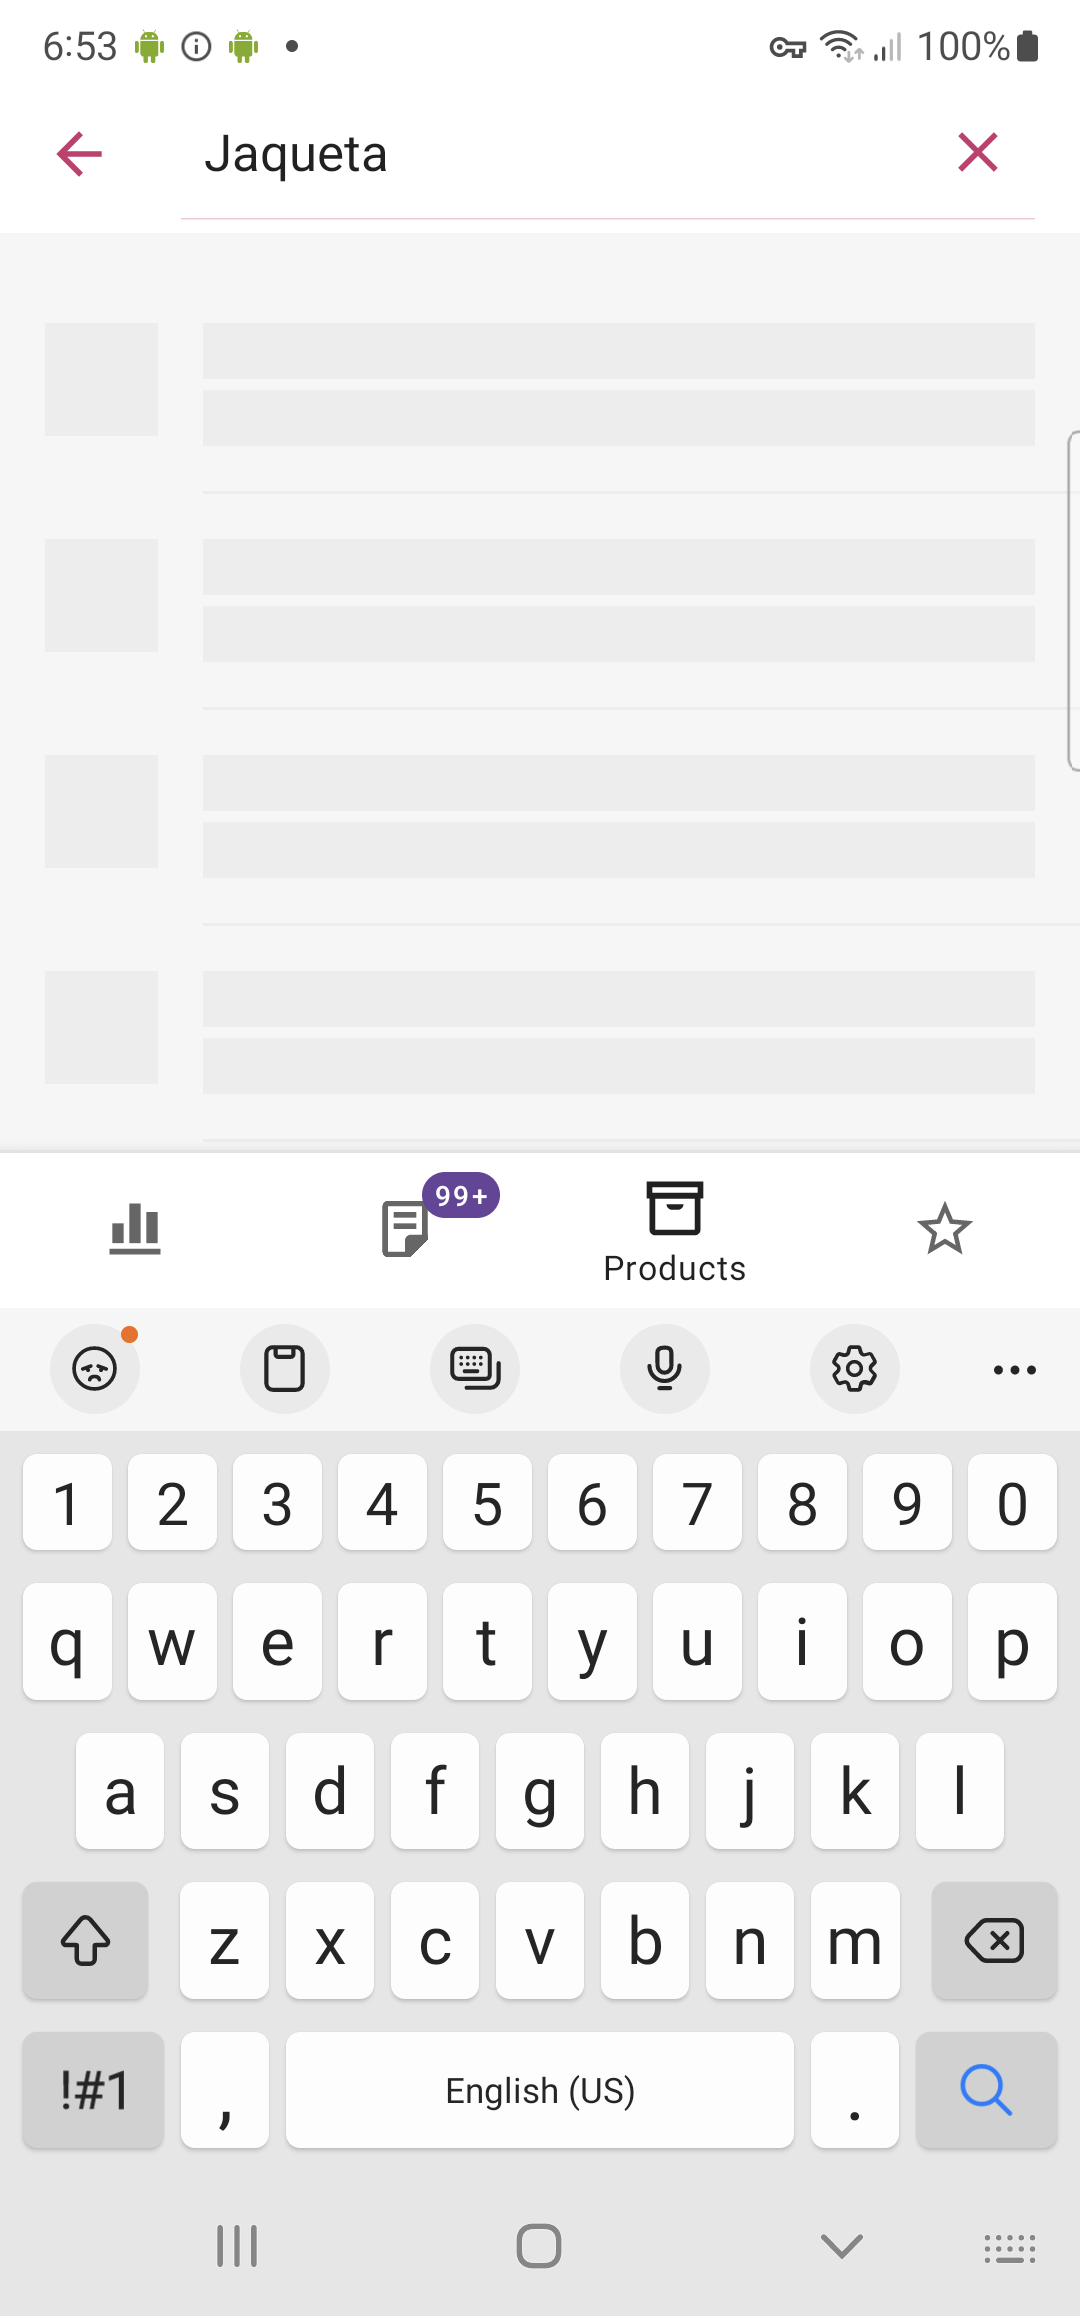 6:53
100%
Jaqueta
99+
Products
1 2 3 4 5 6 7 8 9 0
q w e r t y u i o p
a s d f g h j k l
z x c v b n m
!#1 , English (US) .